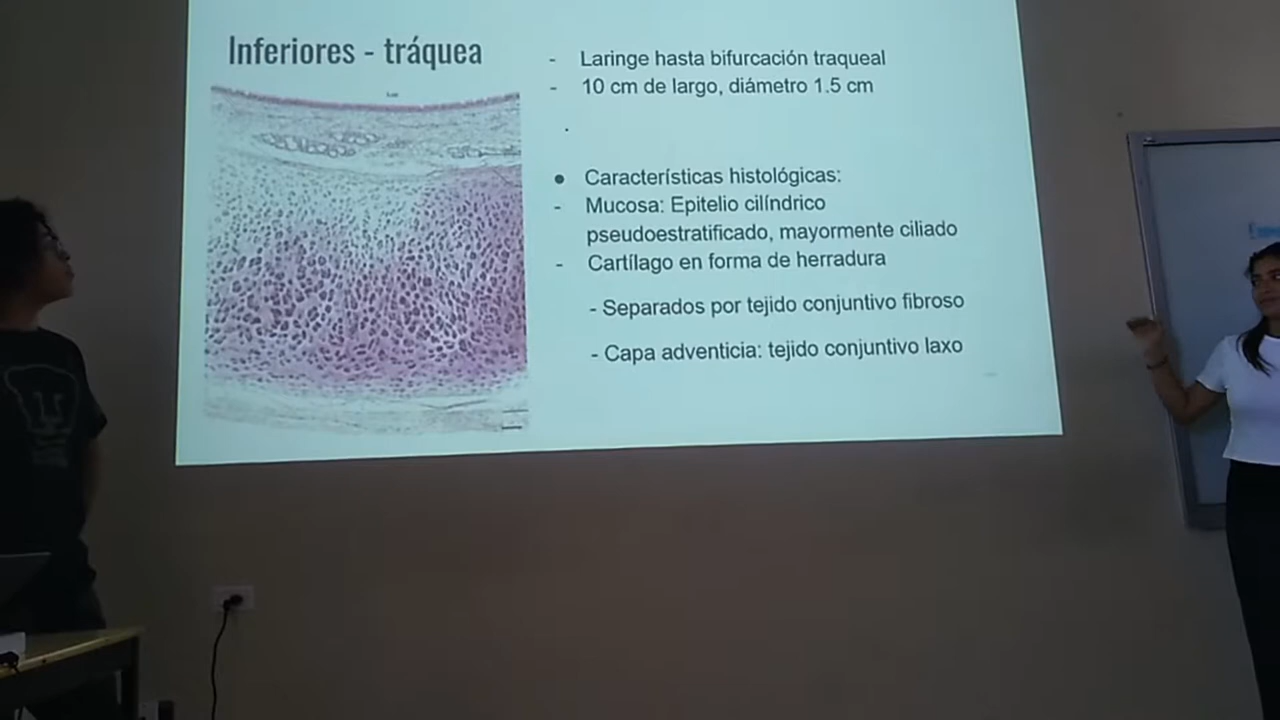 Inferiores - tráquea
- Laringe hasta bifurcación traqueal
- 10 cm de largo, diámetro 1.5 cm
● Características histológicas:
- Mucosa: Epitelio cilíndrico
pseudoestratificado, mayormente ciliado
- Cartílago en forma de herradura
- Separados por tejido conjuntivo fibroso
- Capa adventicia: tejido conjuntivo laxo